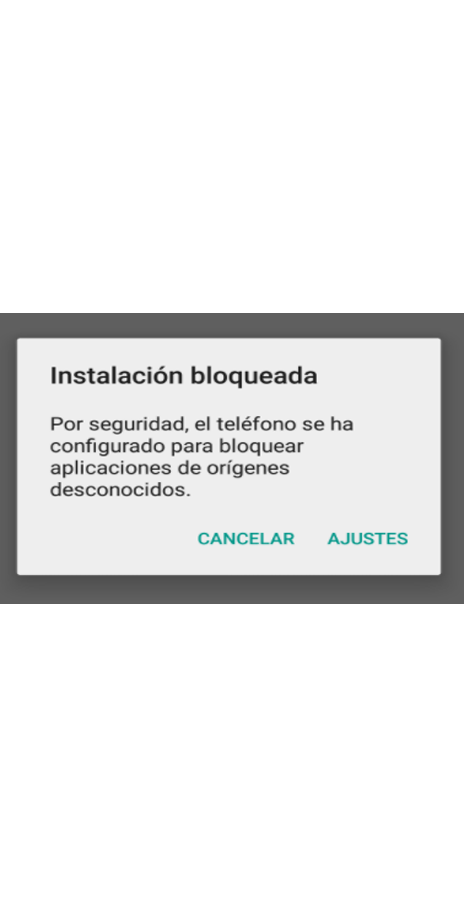 Instalación bloqueada
Por seguridad, el teléfono se ha
configurado para bloquear
aplicaciones de orígenes
desconocidos.
CANCELAR AJUSTES